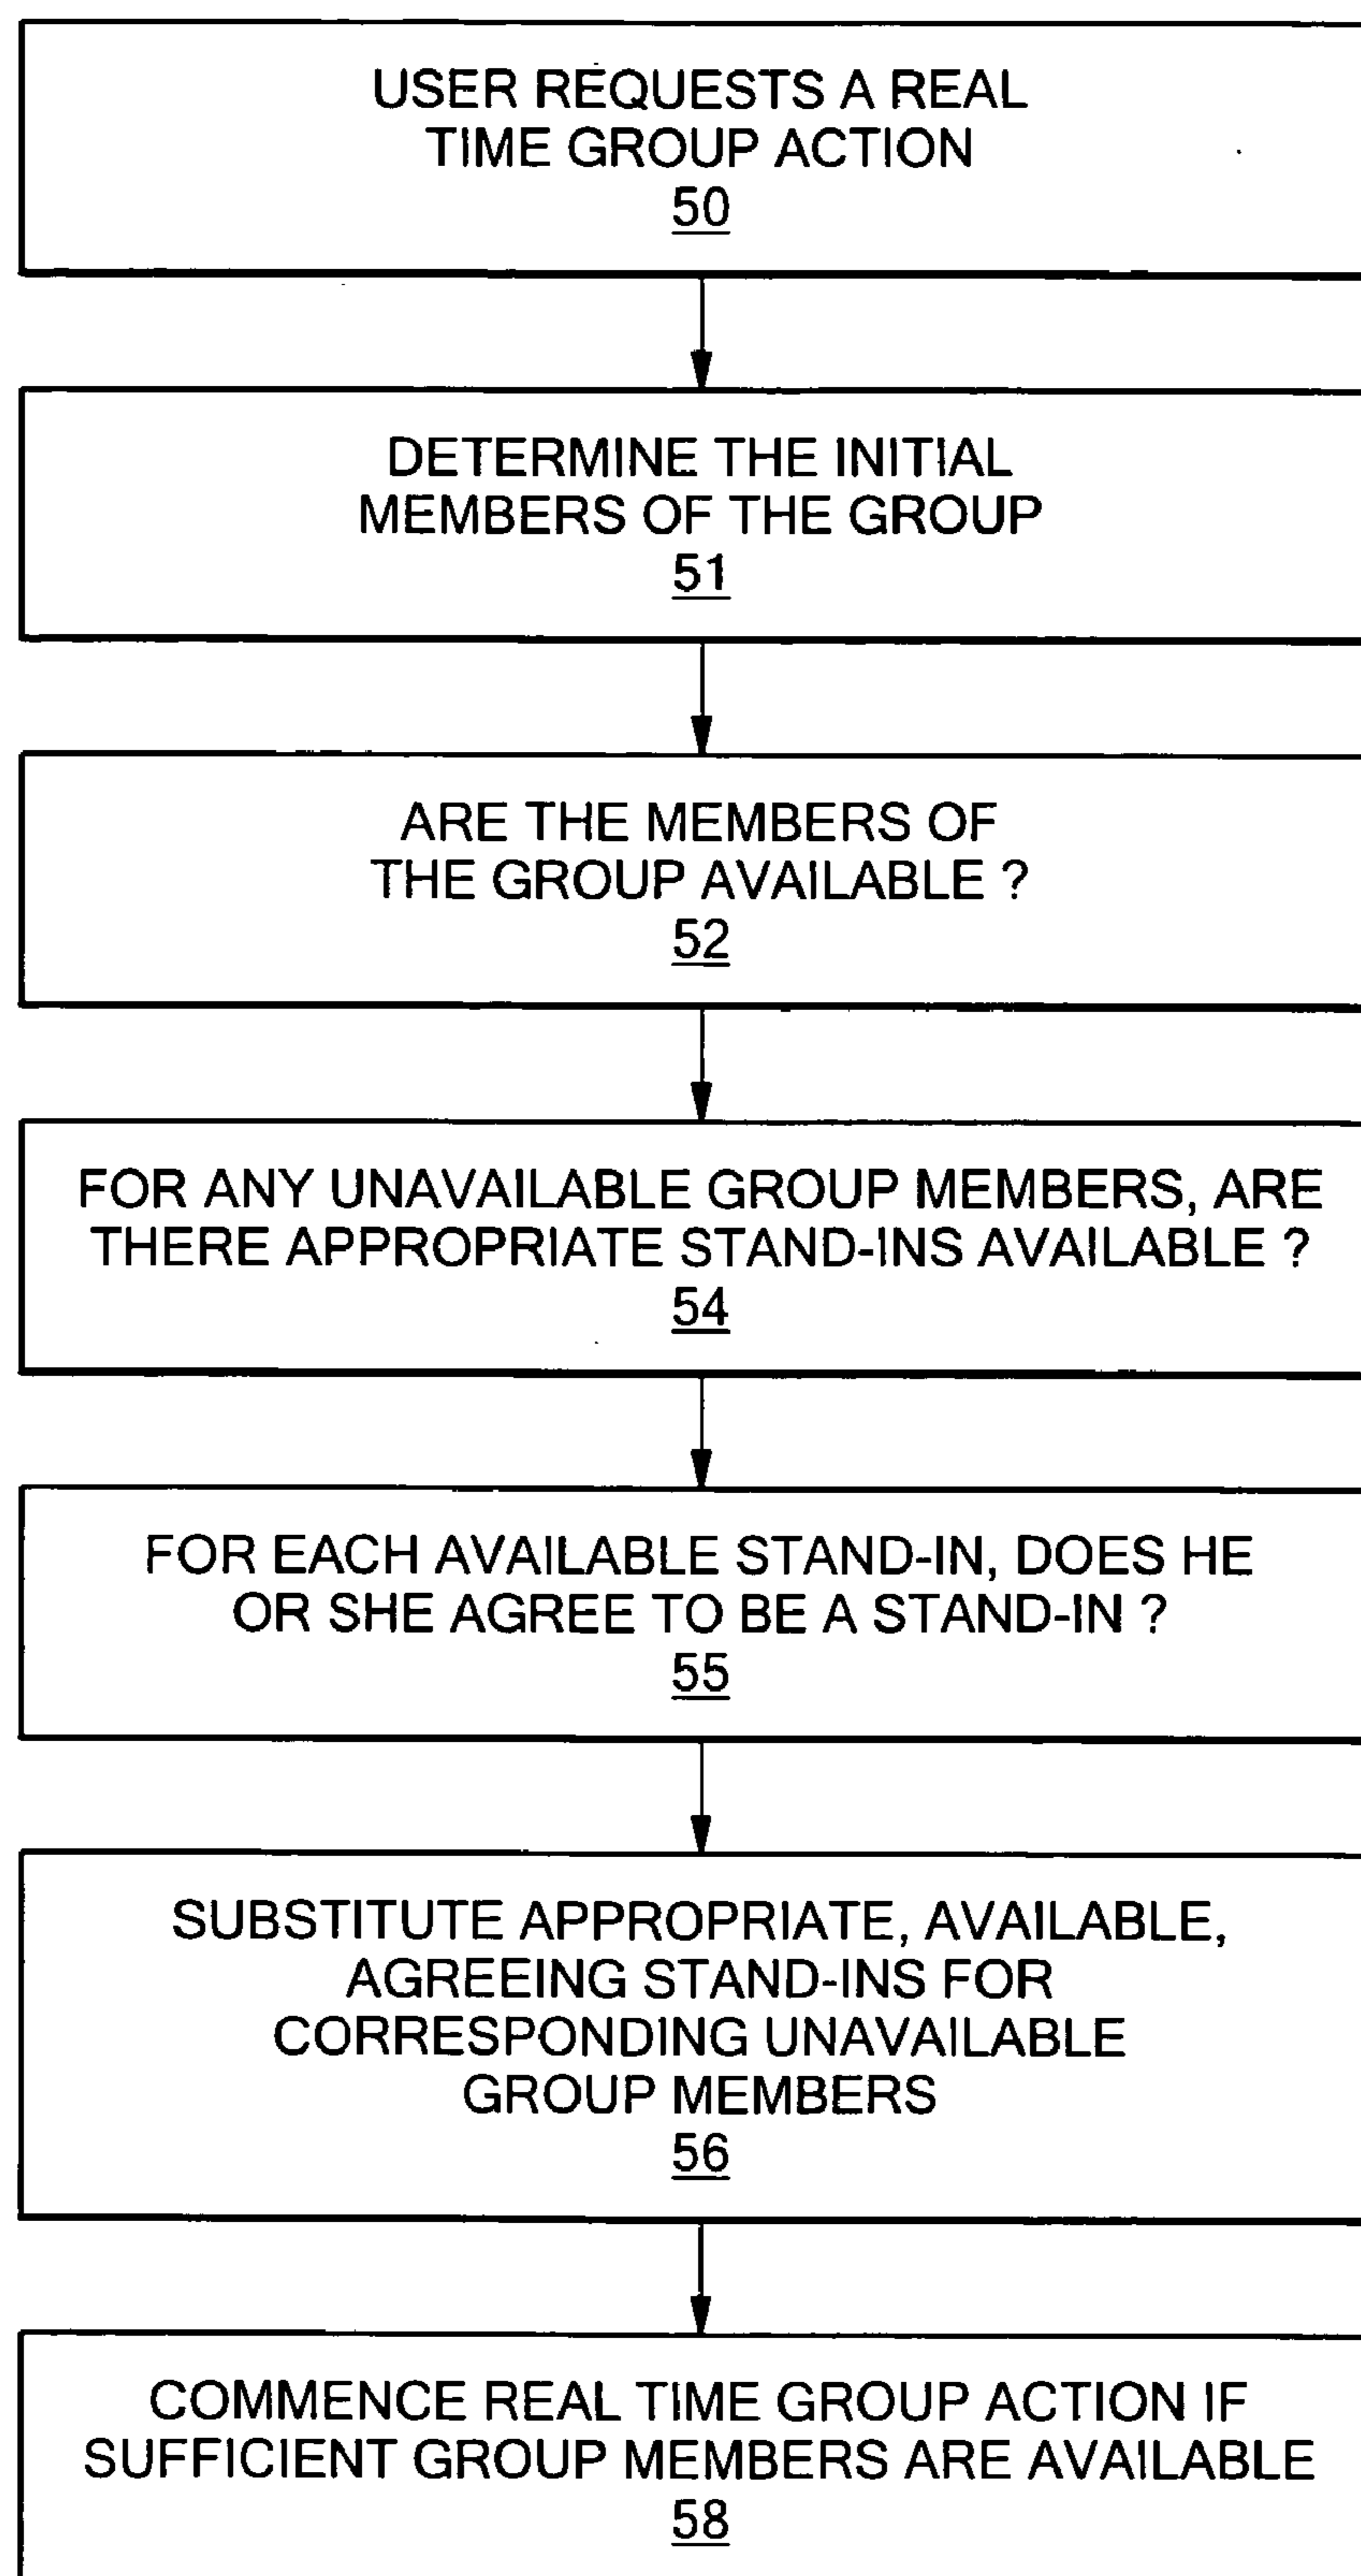 USER REQUESTS A REAL
TIME GROUP ACTION
50
DETERMINE THE INITIAL
MEMBERS OF THE GROUP
51
ARE THE MEMBERS OF
THE GROUP AVAILABLE ?
52
FOR ANY UNAVAILABLE GROUP MEMBERS, ARE
THERE APPROPRIATE STAND-INS AVAILABLE ?
54
FOR EACH AVAILABLE STAND-IN, DOES HE
OR SHE AGREE TO BE A STAND-IN ?
55
SUBSTITUTE APPROPRIATE, AVAILABLE,
AGREEING STAND-INS FOR
CORRESPONDING UNAVAILABLE
GROUP MEMBERS
56
COMMENCE REAL TIME GROUP ACTION IF
SUFFICIENT GROUP MEMBERS ARE AVAILABLE
58